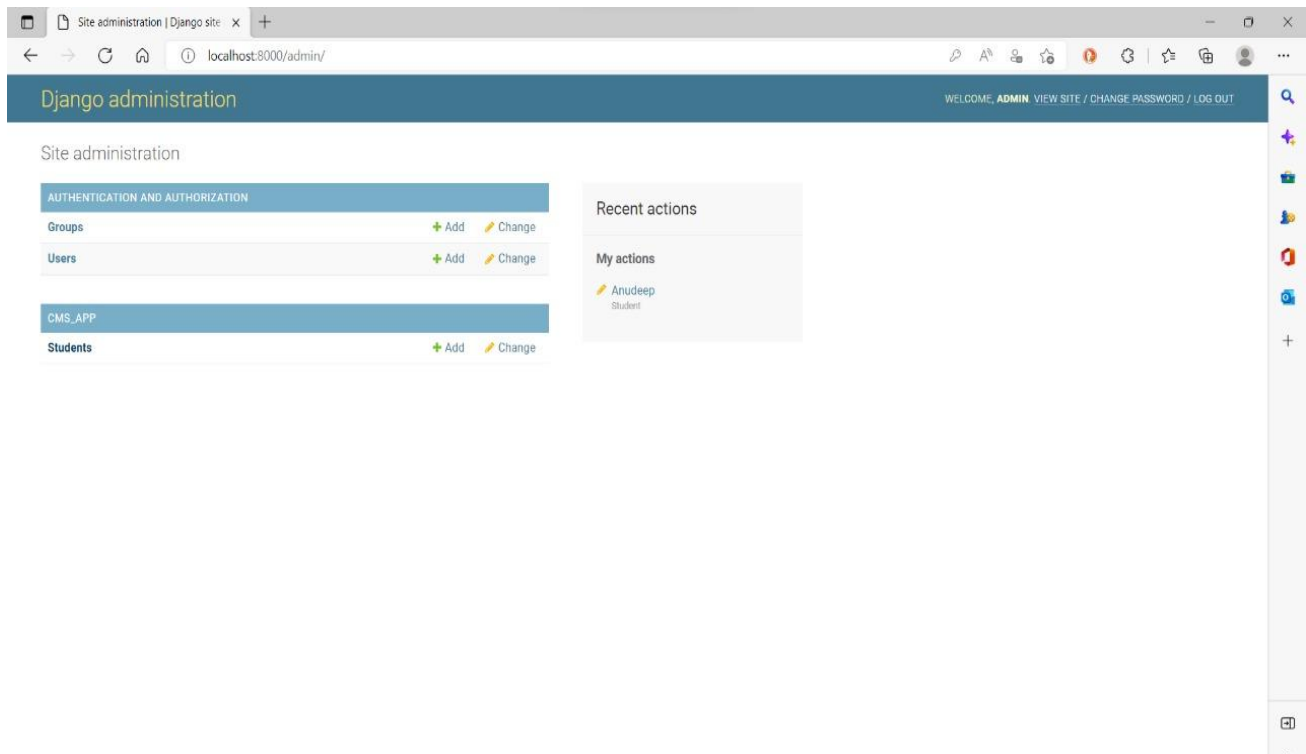 Site administration | Django site
localhost:8000/admin/
Django administration
WELCOME, ADMIN. VIEW SITE / CHANGE PASSWORD / LOG OUT
Site administration
AUTHENTICATION AND AUTHORIZATION
Groups + Add Change
Users + Add Change
CMS_APP
Students + Add Change
Recent actions
My actions
Anudeep
Student